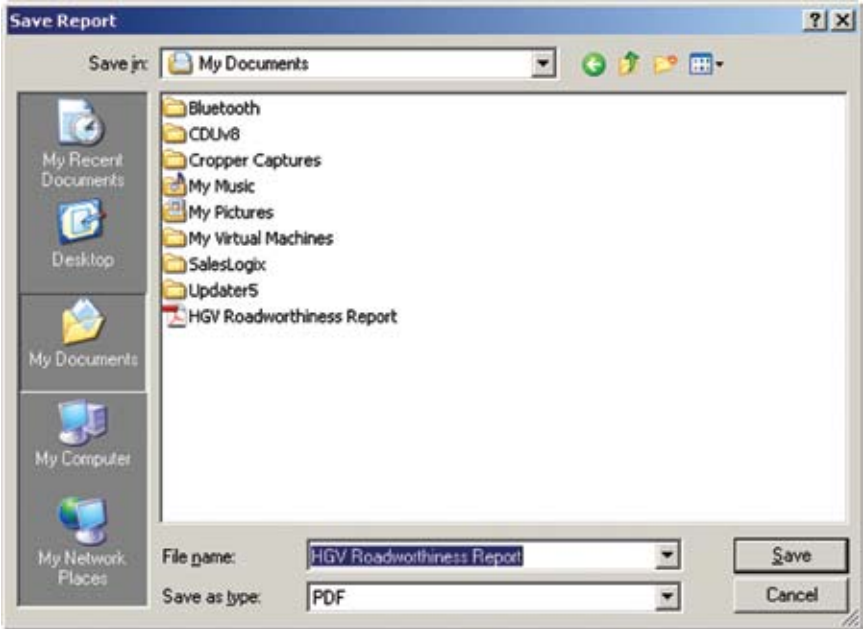 Save Report
Save in: My Documents
My Recent
Documents
Desktop
My Documents
My Computer
My Network
Places
Bluetooth
CDUv8
Cropper Captures
My Music
My Pictures
My Virtual Machines
SalesLogix
Updater5
HGV Roadworthiness Report
File name: HGV Roadworthiness Report Save
Save as type: PDF Cancel